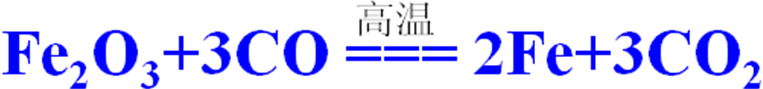 高温
Fe₂O₃+3CO === 2Fe+3CO₂